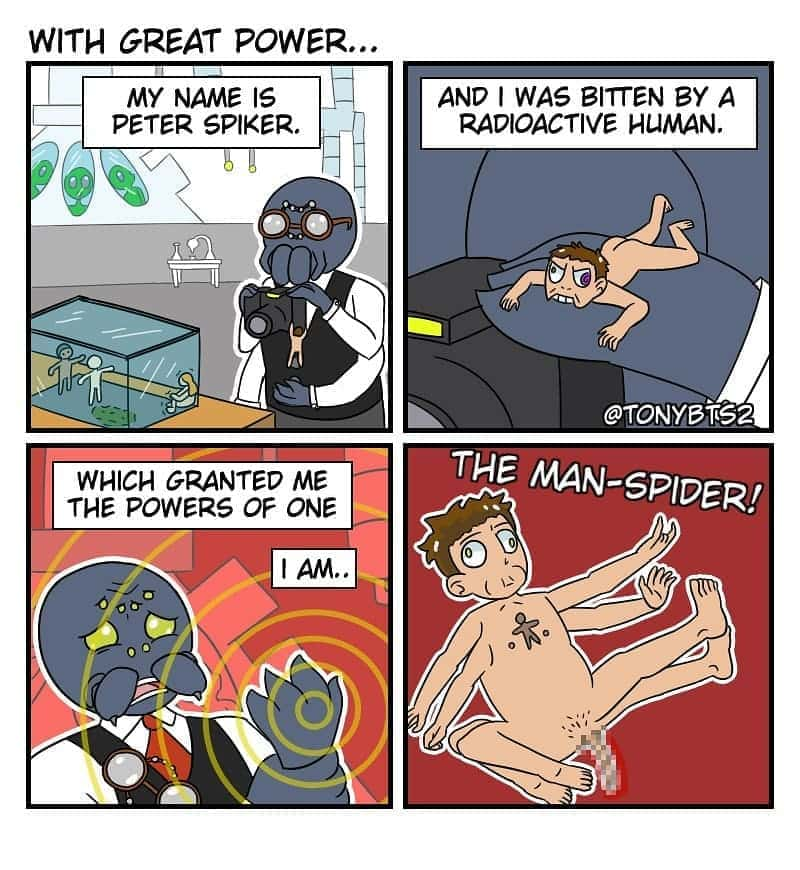 WITH GREAT POWER...
MY NAME IS
PETER SPIKER.
AND I WAS BITTEN BY A
RADIOACTIVE HUMAN.
@TONYBTS2
WHICH GRANTED ME
THE POWERS OF ONE
I AM..
THE MAN-SPIDER!